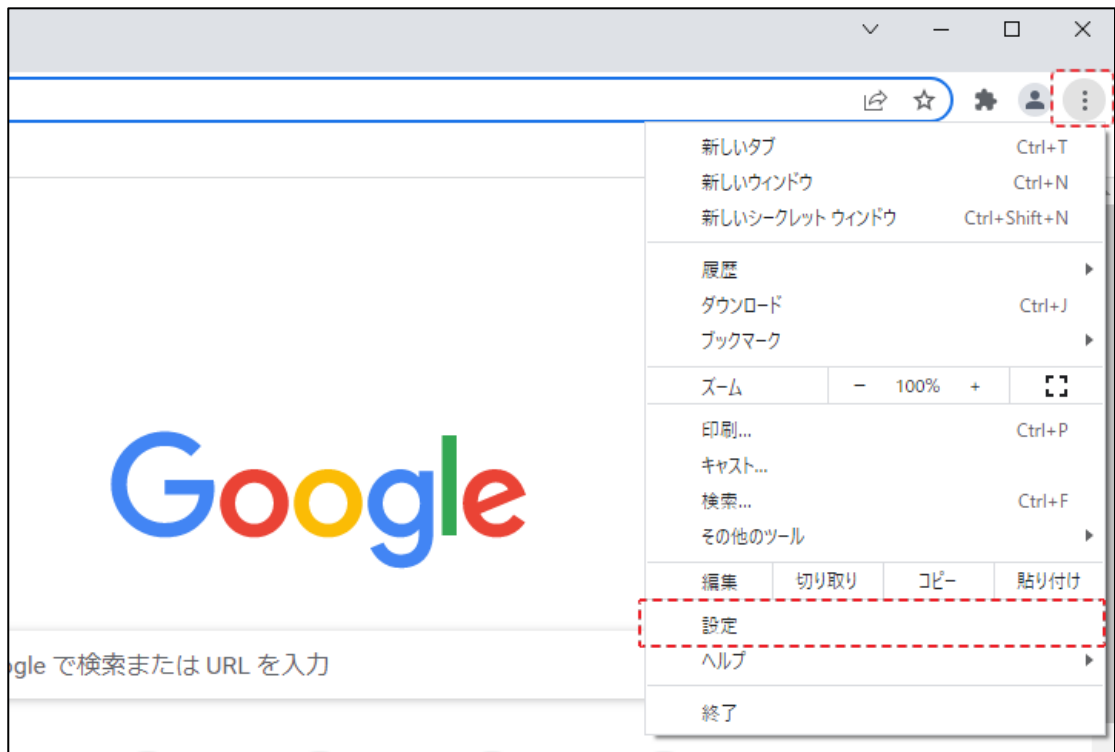 新しいタブ Ctrl+T
新しいウィンドウ Ctrl+N
新しいシークレット ウィンドウ Ctrl+Shift+N
履歴
ダウンロード Ctrl+J
ブックマーク
ズーム － 100% +
印刷... Ctrl+P
キャスト...
検索... Ctrl+F
その他のツール
編集 切り取り コピー 貼り付け
設定
ヘルプ
終了
Google
ogle で検索または URL を入力